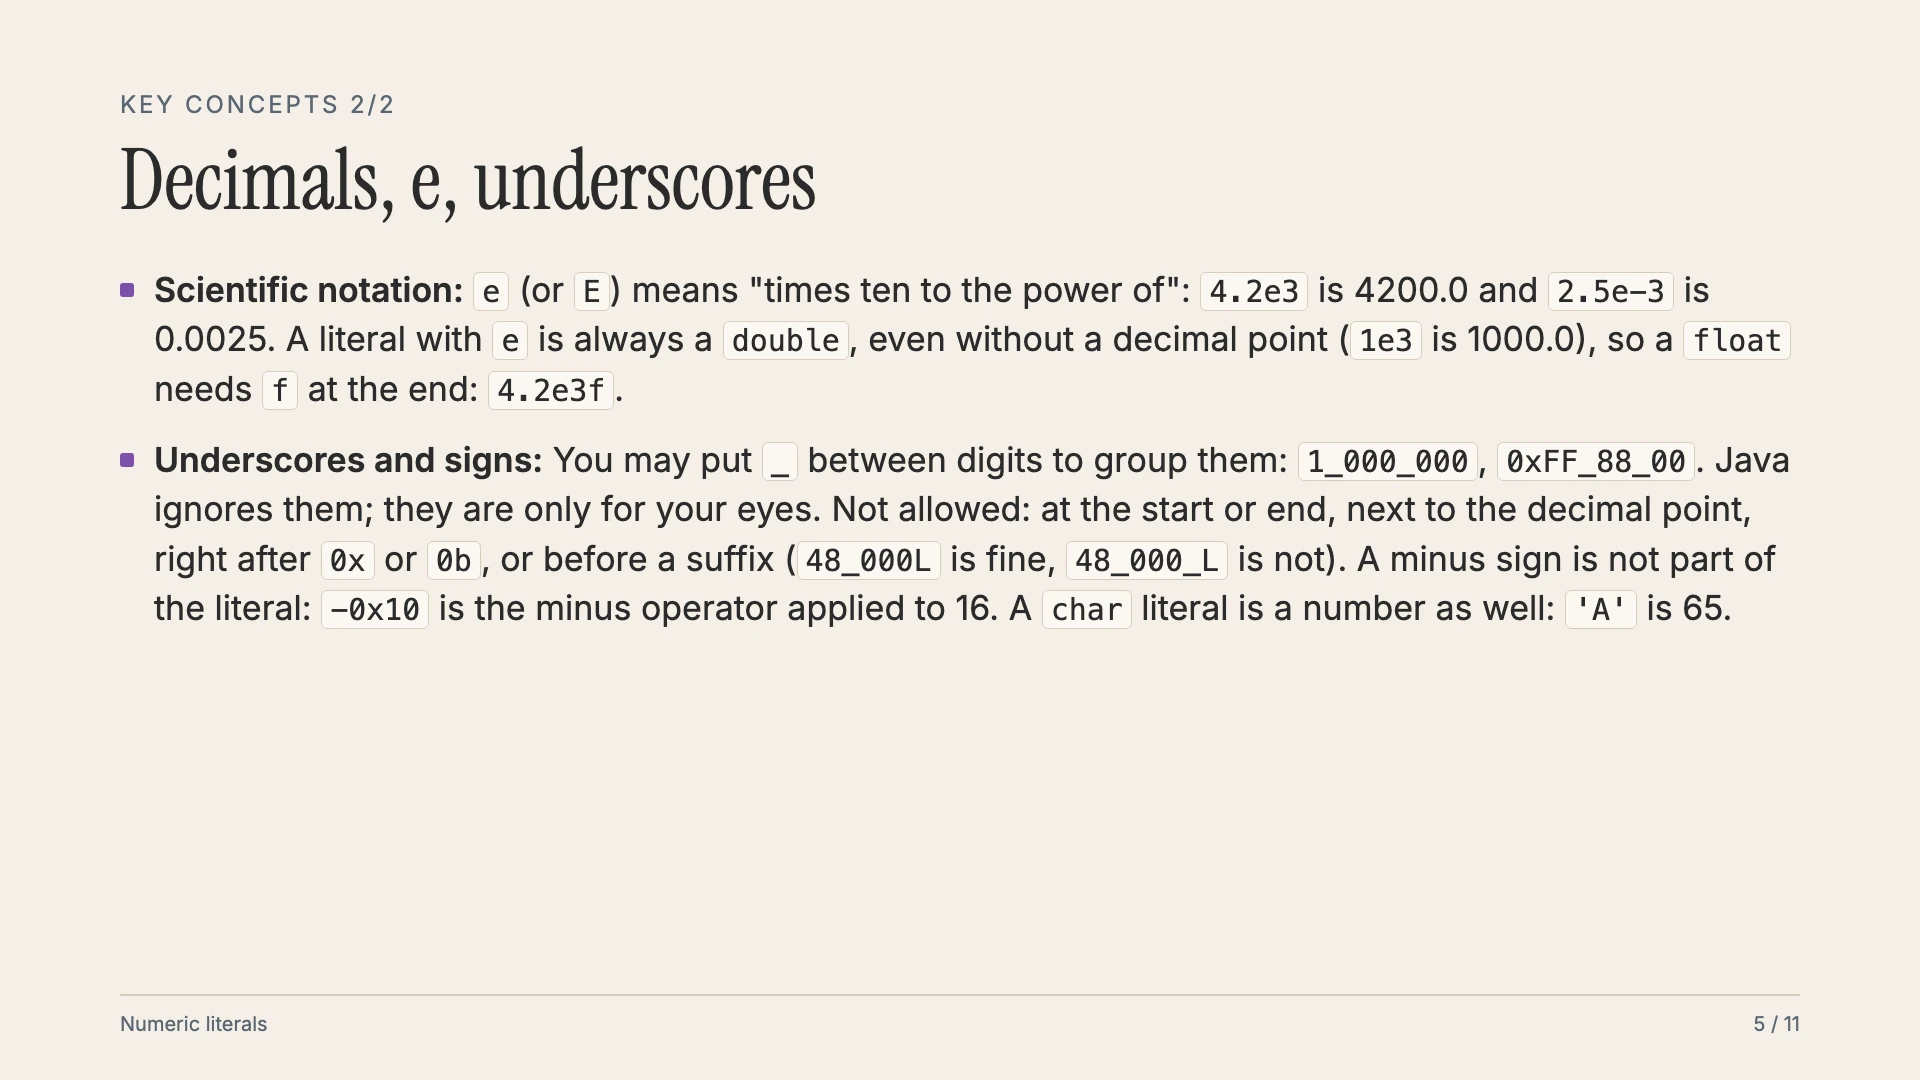 KEY CONCEPTS 2/2
Decimals, e, underscores
Scientific notation: e (or E) means "times ten to the power of": 4.2e3 is 4200.0 and 2.5e−3 is
0.0025. A literal with e is always a double, even without a decimal point (1e3 is 1000.0), so a float
needs f at the end: 4.2e3f.
Underscores and signs: You may put _ between digits to group them: 1_000_000, 0xFF_88_00. Java
ignores them; they are only for your eyes. Not allowed: at the start or end, next to the decimal point,
right after 0x or 0b, or before a suffix (48_000L is fine, 48_000_L is not). A minus sign is not part of
the literal: −0x10 is the minus operator applied to 16. A char literal is a number as well: 'A' is 65.
Numeric literals
5 / 11